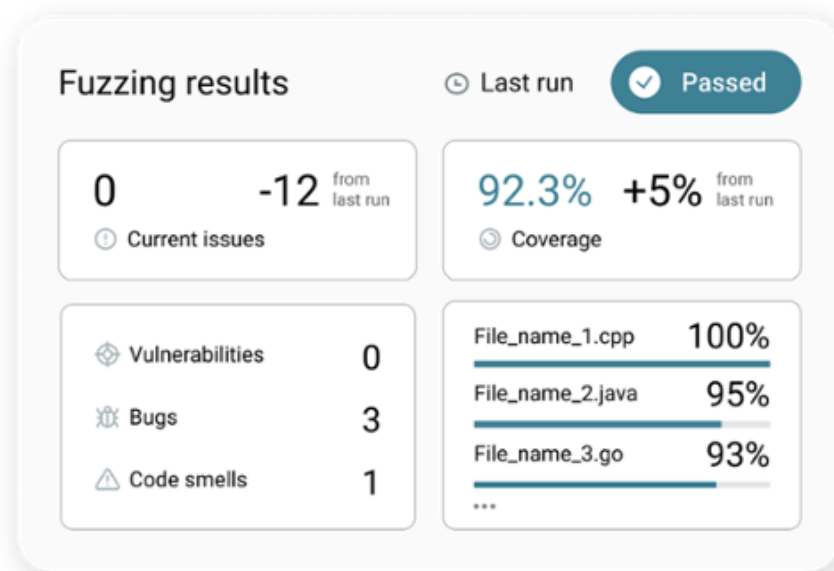 Fuzzing results
Last run
Passed
0
-12 from last run
Current issues
92.3%
+5% from last run
Coverage
Vulnerabilities 0
Bugs 3
Code smells 1
File_name_1.cpp 100%
File_name_2.java 95%
File_name_3.go 93%
...